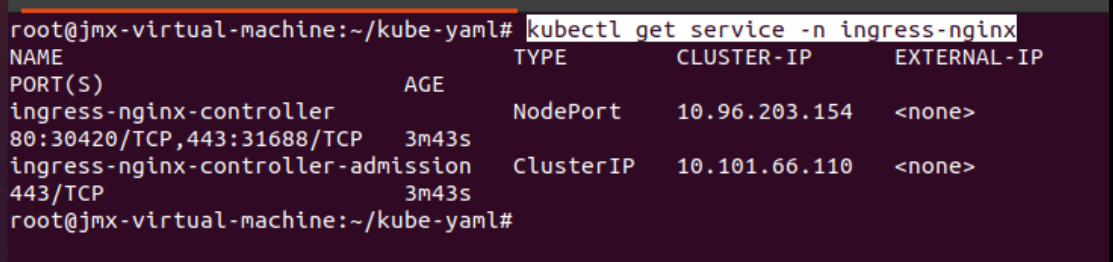 root@jmx-virtual-machine:~/kube-yaml# kubectl get service -n ingress-nginx
NAME                                 TYPE        CLUSTER-IP      EXTERNAL-IP
PORT(S)                      AGE
ingress-nginx-controller             NodePort    10.96.203.154   <none>
80:30420/TCP,443:31688/TCP   3m43s
ingress-nginx-controller-admission   ClusterIP   10.101.66.110   <none>
443/TCP                      3m43s
root@jmx-virtual-machine:~/kube-yaml#